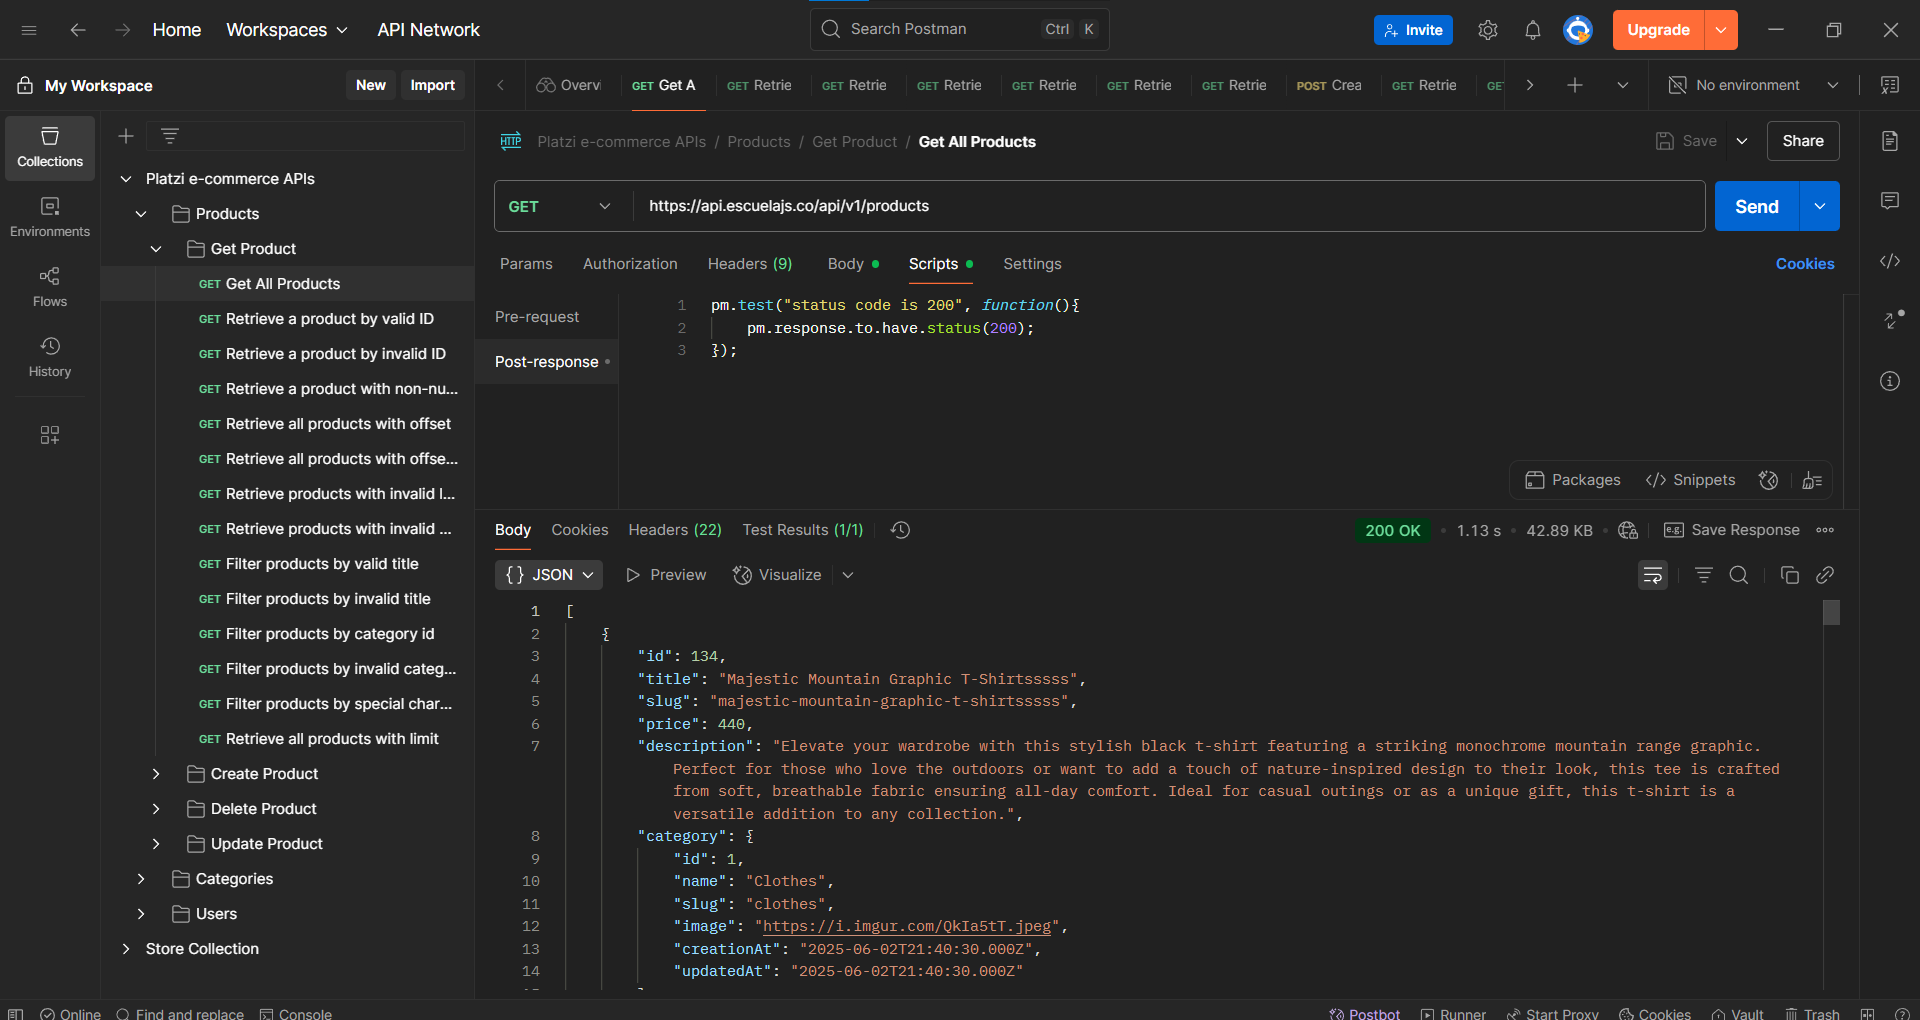 Home Workspaces API Network Search Postman Ctrl K Invite Upgrade
My Workspace New Import Overvi GET Get A GET Retrie GET Retrie GET Retrie GET Retrie GET Retrie GET Retrie POST Crea GET Retrie GE No environment
Collections
Environments
Flows
History
Platzi e-commerce APIs
Products
Get Product
GET Get All Products
GET Retrieve a product by valid ID
GET Retrieve a product by invalid ID
GET Retrieve a product with non-nu...
GET Retrieve all products with offset
GET Retrieve all products with offse...
GET Retrieve products with invalid l...
GET Retrieve products with invalid ...
GET Filter products by valid title
GET Filter products by invalid title
GET Filter products by category id
GET Filter products by invalid categ...
GET Filter products by special char...
GET Retrieve all products with limit
Create Product
Delete Product
Update Product
Categories
Users
Store Collection
HTTP Platzi e-commerce APIs / Products / Get Product / Get All Products Save Share
GET https://api.escuelajs.co/api/v1/products Send
Params Authorization Headers (9) Body Scripts Settings Cookies
Pre-request
Post-response
1 pm.test("status code is 200", function(){
2 pm.response.to.have.status(200);
3 });
Packages Snippets
Body Cookies Headers (22) Test Results (1/1) 200 OK 1.13 s 42.89 KB e.g. Save Response
{} JSON Preview Visualize
1 [
2 {
3 "id": 134,
4 "title": "Majestic Mountain Graphic T-Shirtsssss",
5 "slug": "majestic-mountain-graphic-t-shirtsssss",
6 "price": 440,
7 "description": "Elevate your wardrobe with this stylish black t-shirt featuring a striking monochrome mountain range graphic.
Perfect for those who love the outdoors or want to add a touch of nature-inspired design to their look, this tee is crafted
from soft, breathable fabric ensuring all-day comfort. Ideal for casual outings or as a unique gift, this t-shirt is a
versatile addition to any collection.",
8 "category": {
9 "id": 1,
10 "name": "Clothes",
11 "slug": "clothes",
12 "image": "https://i.imgur.com/QkIa5tT.jpeg",
13 "creationAt": "2025-06-02T21:40:30.000Z",
14 "updatedAt": "2025-06-02T21:40:30.000Z"
Online Find and replace Console Postbot Runner Start Proxy Cookies Vault Trash